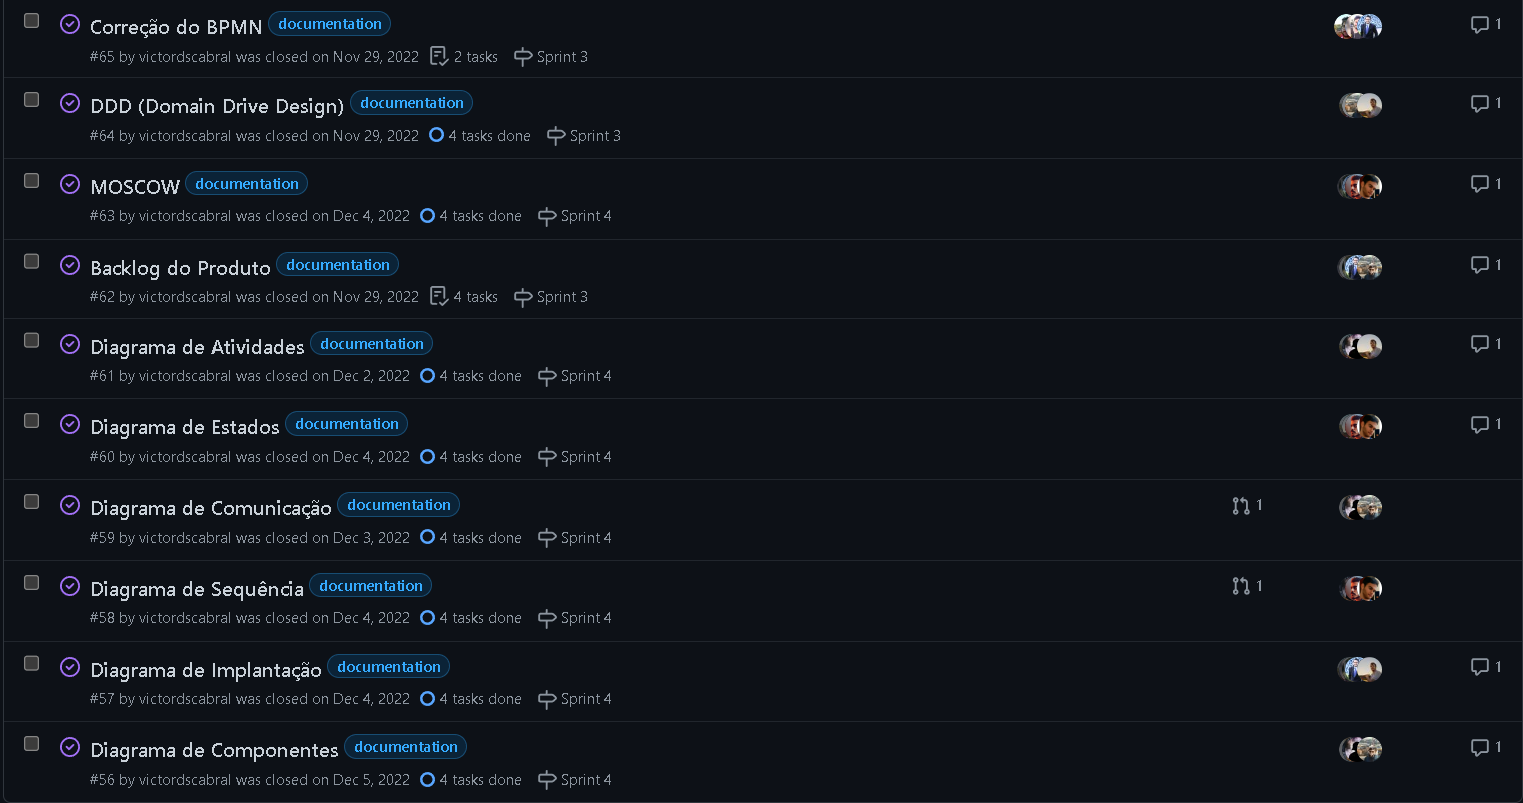 Correção do BPMN documentation 1
#65 by victordscabral was closed on Nov 29, 2022 2 tasks Sprint 3
DDD (Domain Drive Design) documentation 1
#64 by victordscabral was closed on Nov 29, 2022 4 tasks done Sprint 3
MOSCOW documentation 1
#63 by victordscabral was closed on Dec 4, 2022 4 tasks done Sprint 4
Backlog do Produto documentation 1
#62 by victordscabral was closed on Nov 29, 2022 4 tasks Sprint 3
Diagrama de Atividades documentation 1
#61 by victordscabral was closed on Dec 2, 2022 4 tasks done Sprint 4
Diagrama de Estados documentation 1
#60 by victordscabral was closed on Dec 4, 2022 4 tasks done Sprint 4
Diagrama de Comunicação documentation 1
#59 by victordscabral was closed on Dec 3, 2022 4 tasks done Sprint 4
Diagrama de Sequência documentation 1
#58 by victordscabral was closed on Dec 4, 2022 4 tasks done Sprint 4
Diagrama de Implantação documentation 1
#57 by victordscabral was closed on Dec 4, 2022 4 tasks done Sprint 4
Diagrama de Componentes documentation 1
#56 by victordscabral was closed on Dec 5, 2022 4 tasks done Sprint 4